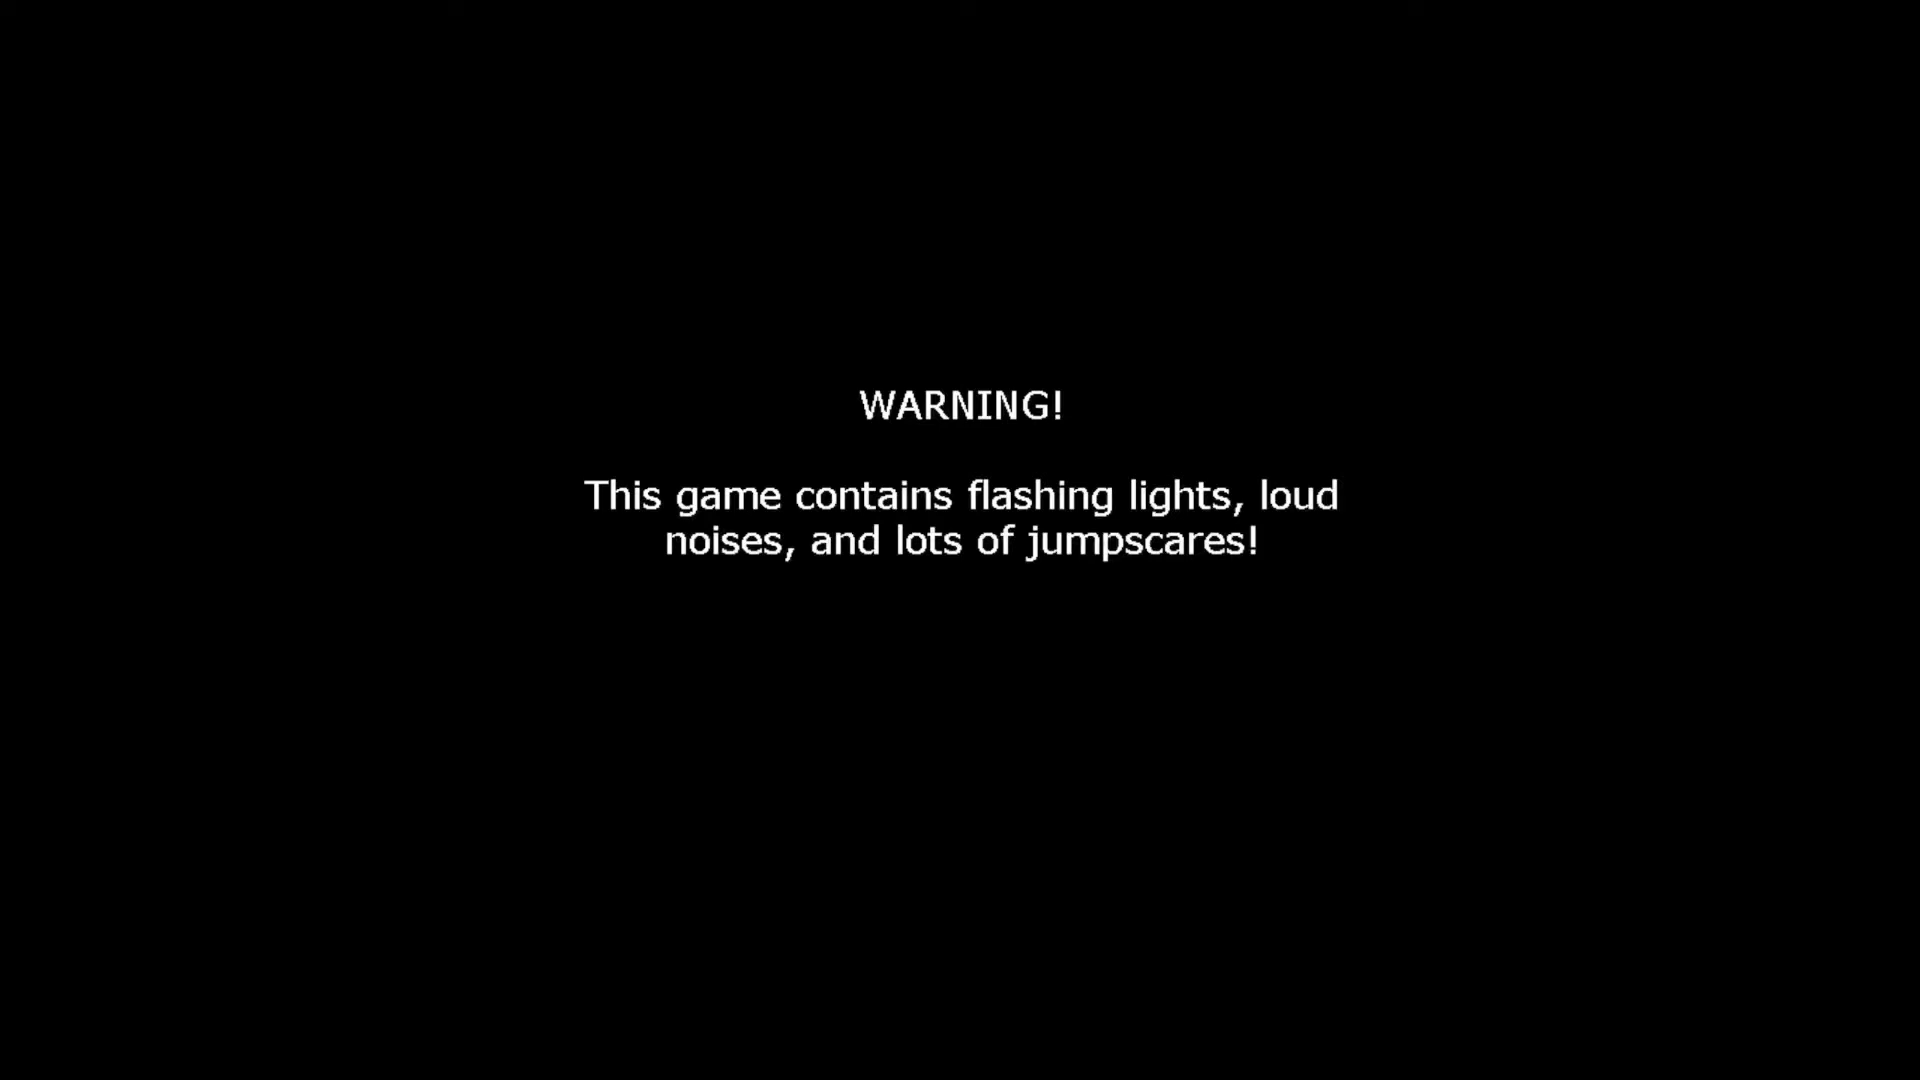 WARNING!
This game contains flashing lights, loud
noises, and lots of jumpscares!